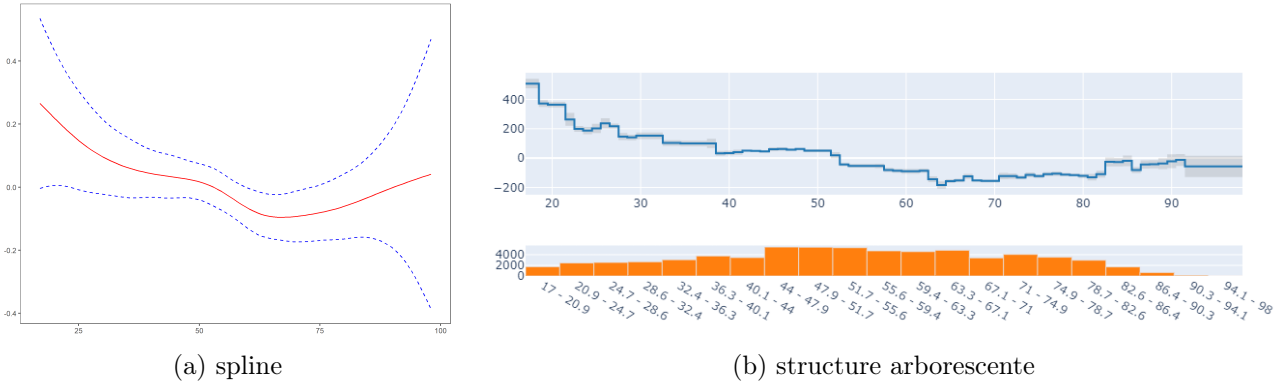 0.4
0.2
0.0
-0.2
-0.4
25 50 75 100
(a) spline
400
200
0
−200
20 30 40 50 60 70 80 90
4000
2000
0
17 - 20.9
20.9 - 24.7
24.7 - 28.6
28.6 - 32.4
32.4 - 36.3
36.3 - 40.1
40.1 - 44
44 - 47.9
47.9 - 51.7
51.7 - 55.6
55.6 - 59.4
59.4 - 63.3
63.3 - 67.1
67.1 - 71
71 - 74.9
74.9 - 78.7
78.7 - 82.6
82.6 - 86.4
86.4 - 90.3
90.3 - 94.1
94.1 - 98
(b) structure arborescente